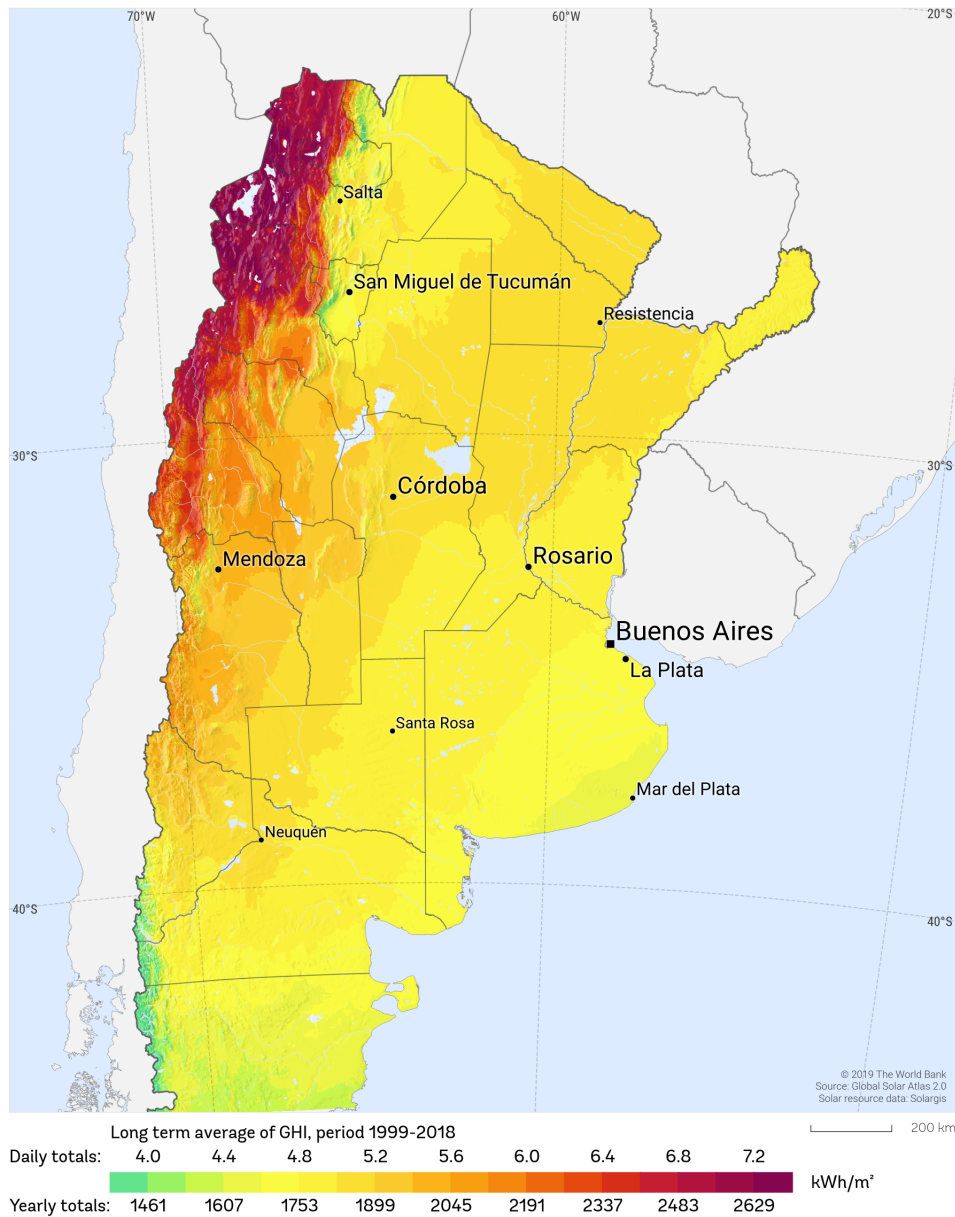 70°W 60°W 20°S
Salta
San Miguel de Tucumán
Resistencia
30°S 30°S
Córdoba
Rosario
Mendoza
Buenos Aires
La Plata
Santa Rosa
Mar del Plata
Neuquén
40°S 40°S
© 2019 The World Bank
Source: Global Solar Atlas 2.0
Solar resource data: Solargis
200 km
Long term average of GHI, period 1999-2018
Daily totals: 4.0 4.4 4.8 5.2 5.6 6.0 6.4 6.8 7.2
kWh/m²
Yearly totals: 1461 1607 1753 1899 2045 2191 2337 2483 2629